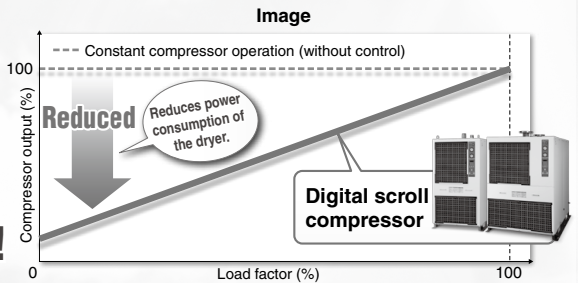 Image
Constant compressor operation (without control)
100
Compressor output (%)
Reduced
Reduces power
consumption of
the dryer.
Digital scroll
compressor
!
0
Load factor (%)
100